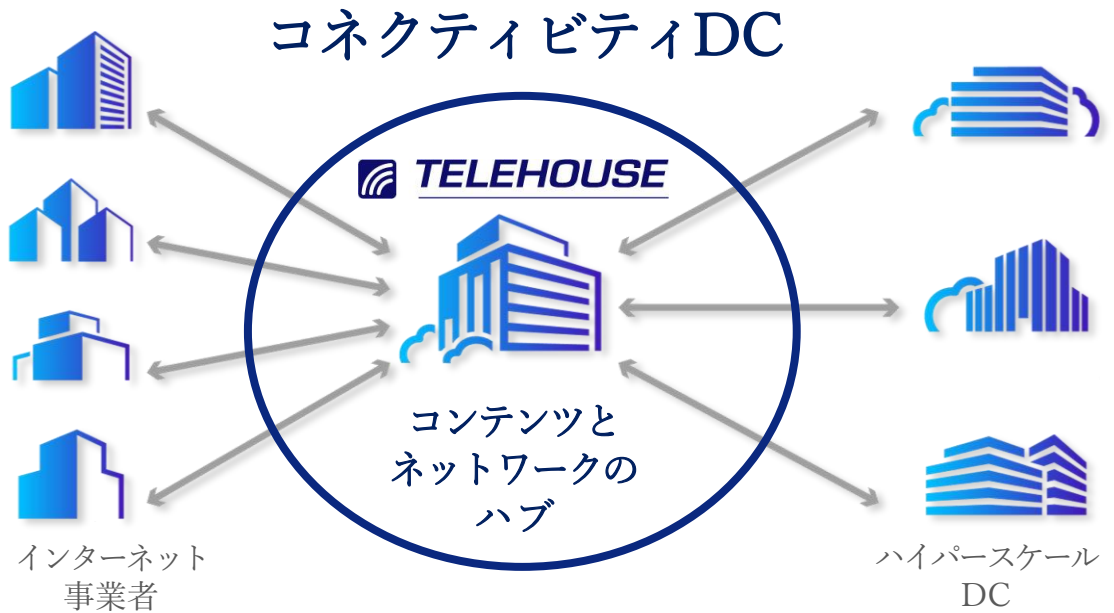 コネクティビティDC
TELEHOUSE
コンテンツと
ネットワークの
ハブ
インターネット
事業者
ハイパースケール
DC